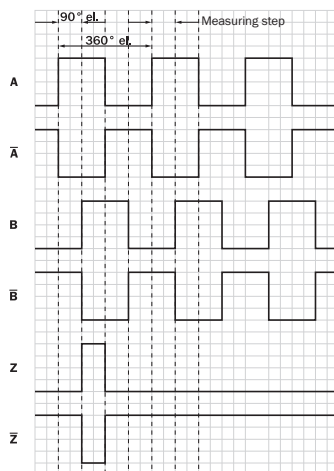 90° el.
Measuring step
360° el.
A
A̅
B
B̅
Z
Z̅